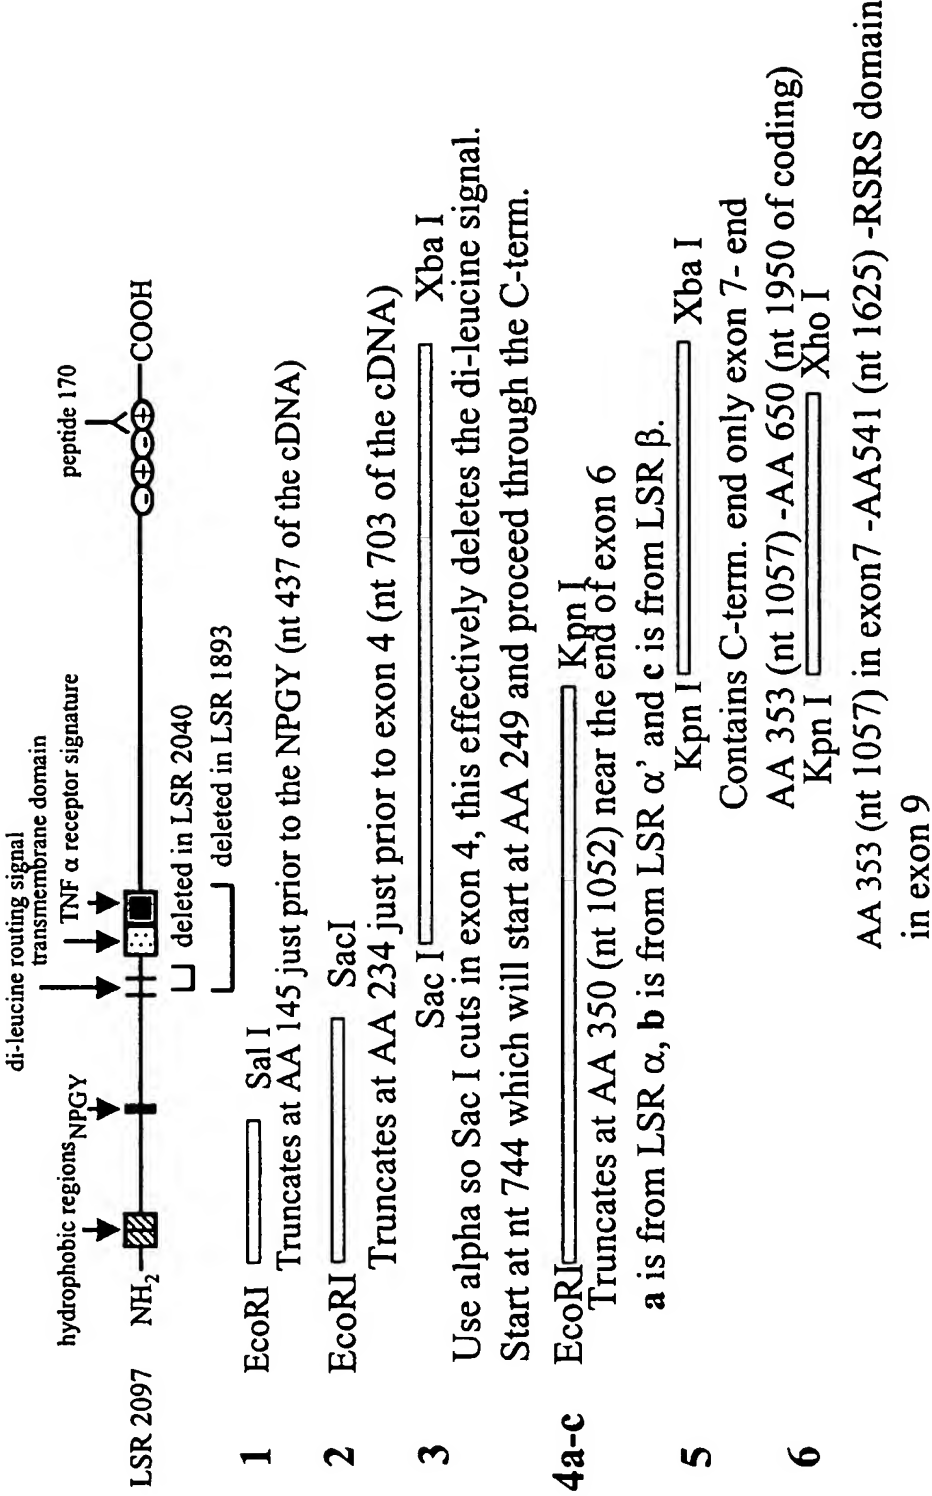 di-leucine routing signal
transmembrane domain
TNF α receptor signature
hydrophobic regions NPGY
peptide 170
LSR 2097 NH2 - + - + COOH
deleted in LSR 2040
deleted in LSR 1893
1 EcoRI Sal I
Truncates at AA 145 just prior to the NPGY (nt 437 of the cDNA)
2 EcoRI SacI
Truncates at AA 234 just prior to exon 4 (nt 703 of the cDNA)
3 Sac I Xba I
Use alpha so Sac I cuts in exon 4, this effectively deletes the di-leucine signal.
Start at nt 744 which will start at AA 249 and proceed through the C-term.
4a-c EcoRI Kpn I
Truncates at AA 350 (nt 1052) near the end of exon 6
a is from LSR α, b is from LSR α' and c is from LSR β.
5 Kpn I Xba I
Contains C-term. end only exon 7- end
AA 353 (nt 1057) -AA 650 (nt 1950 of coding)
6 Kpn I Xho I
AA 353 (nt 1057) in exon7 -AA541 (nt 1625) -RSRS domain
in exon 9